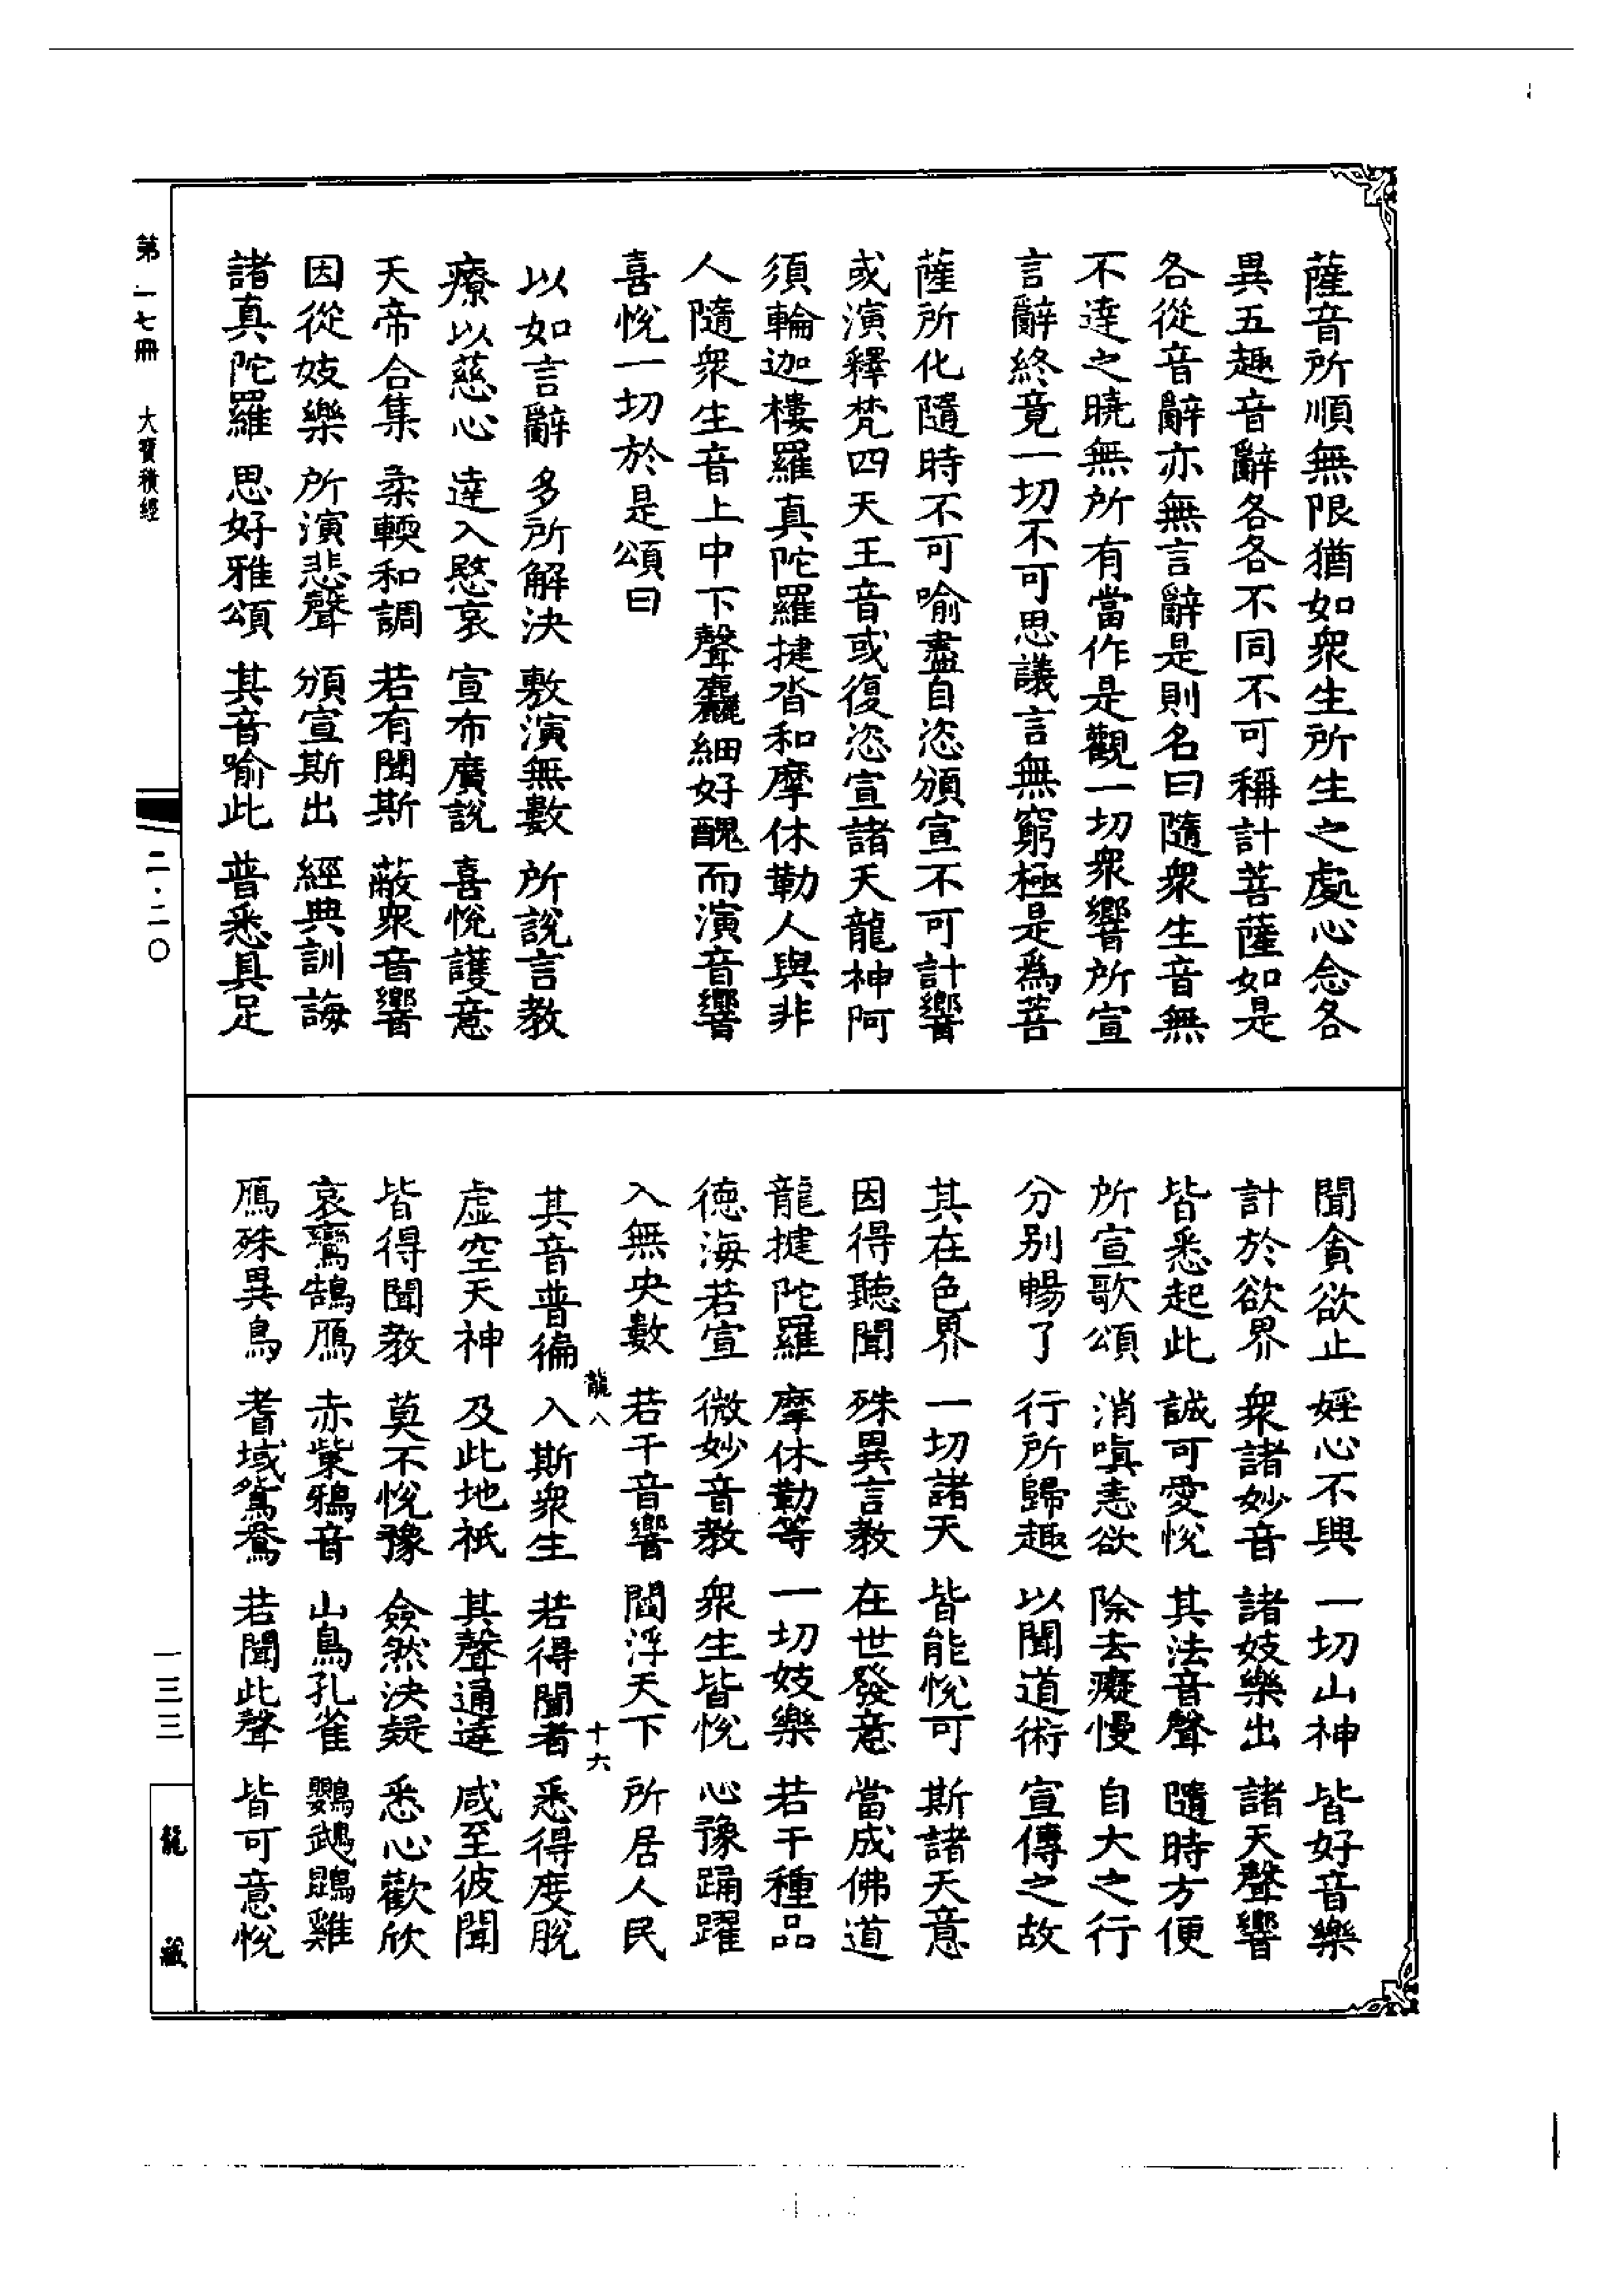 薩音所順無限猶如衆生所生之處心念各
異五趣音辭各各不同不可稱計菩薩如是
各從音辭亦無言辭是則名曰隨衆生音無
不達之曉無所有當作是觀一切衆響所宣
言辭終竟一切不可思議言無窮極是爲菩
薩所化隨時不可喻盡自恣頒宣不可計響
或演釋梵四天王音或復恣宣諸天龍神阿
須輪迦樓羅真陀羅揵沓和摩休勒人與非
人隨衆生音上中下聲麤細好醜而演音響
喜悅一切於是頌曰
以如言辭 多所解決 敷演無數 所説言教
療以慈心 達入愍哀 宣布廣說 喜悅護意
天帝合集 柔輭和調 若有聞斯 蔽衆音響
因從妓樂 所演悲聲 頒宣斯出 經典訓誨
諸真陀羅 思好雅頌 其音喻此 普悉具足
第一七冊 大寶積經
二·二〇
聞貪欲止 婬心不興 一切山神 皆好音樂
計於欲界 衆諸妙音 諸妓樂出 諸天聲響
皆悉起此 誠可愛悅 其法音聲 隨時方便
所宣歌頌 消嗔恚欲 除去癡慢 自大之行
分别暢了 行所歸趣 以聞道術 宣傳之故
其在色界 一切諸天 皆能悅可 斯諸天意
因得聽聞 殊異言教 在世發意 當成佛道
龍揵陀羅 摩休勒等 一切妓樂 若干種品
德海若宣 微妙音教 衆生皆悅 心豫踊躍
入無央數 若干音響 閻浮天下 所居人民
龍八 十六
其音普徧 入斯衆生 若得聞者 悉得度脫
虛空天神 及此地祇 其聲通達 咸至彼聞
皆得聞教 莫不悅豫 僉然決疑 悉心歡欣
哀鸞鵠鴈 赤觜鵶音 山鳥孔雀 鸚鵡鵾雞
鴈殊異鳥 耆域鴛鴦 若聞此聲 皆可意悅
一三三
龍藏